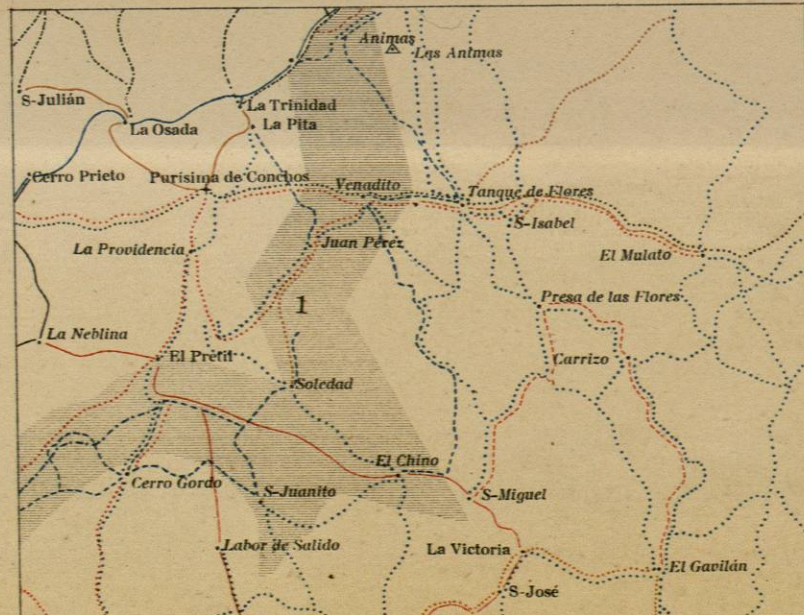 Animas
Las Animas
S-Julián
La Trinidad
La Osada
La Pita
Cerro Prieto
Purísima de Conchos
Venadito
Tanque de Flores
S-Isabel
La Providencia
Juan Pérez
El Mulato
1
Presa de las Flores
La Neblina
El Pretil
Carrizo
Soledad
El Chino
Cerro Gordo
S-Juanito
S-Miguel
Labor de Salido
La Victoria
El Gavilán
S-José